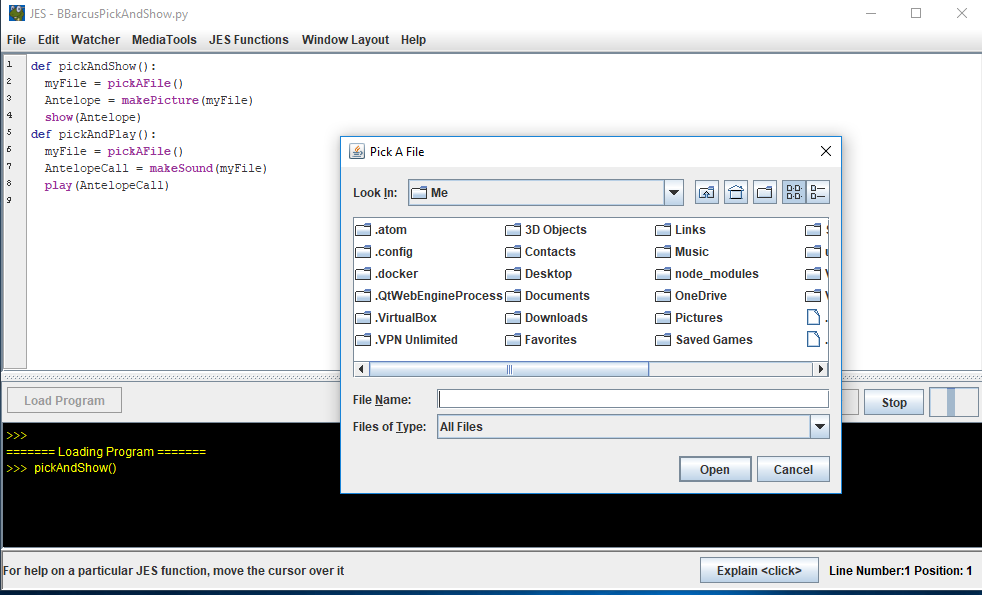 JES - BBarcusPickAndShow.py
File Edit Watcher MediaTools JES Functions Window Layout Help
1 def pickAndShow():
2 myFile = pickAFile()
3 Antelope = makePicture(myFile)
4 show(Antelope)
5 def pickAndPlay():
6 myFile = pickAFile()
7 AntelopeCall = makeSound(myFile)
8 play(AntelopeCall)
9
Pick A File
Look In: Me
.atom 3D Objects Links
.config Contacts Music
.docker Desktop node_modules
.QtWebEngineProcess Documents OneDrive
.VirtualBox Downloads Pictures
.VPN Unlimited Favorites Saved Games
File Name:
Files of Type: All Files
Open Cancel
Load Program Stop
>>>
======= Loading Program =======
>>> pickAndShow()
For help on a particular JES function, move the cursor over it Explain <click> Line Number:1 Position: 1